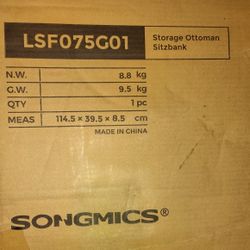 LSF075G01
Storage Ottoman
Sitzbank
N.W. 8.8 kg
G.W. 9.5 kg
QTY 1 pc
MEAS 114.5 × 39.5 × 8.5 cm
MADE IN CHINA
SONGMICS®